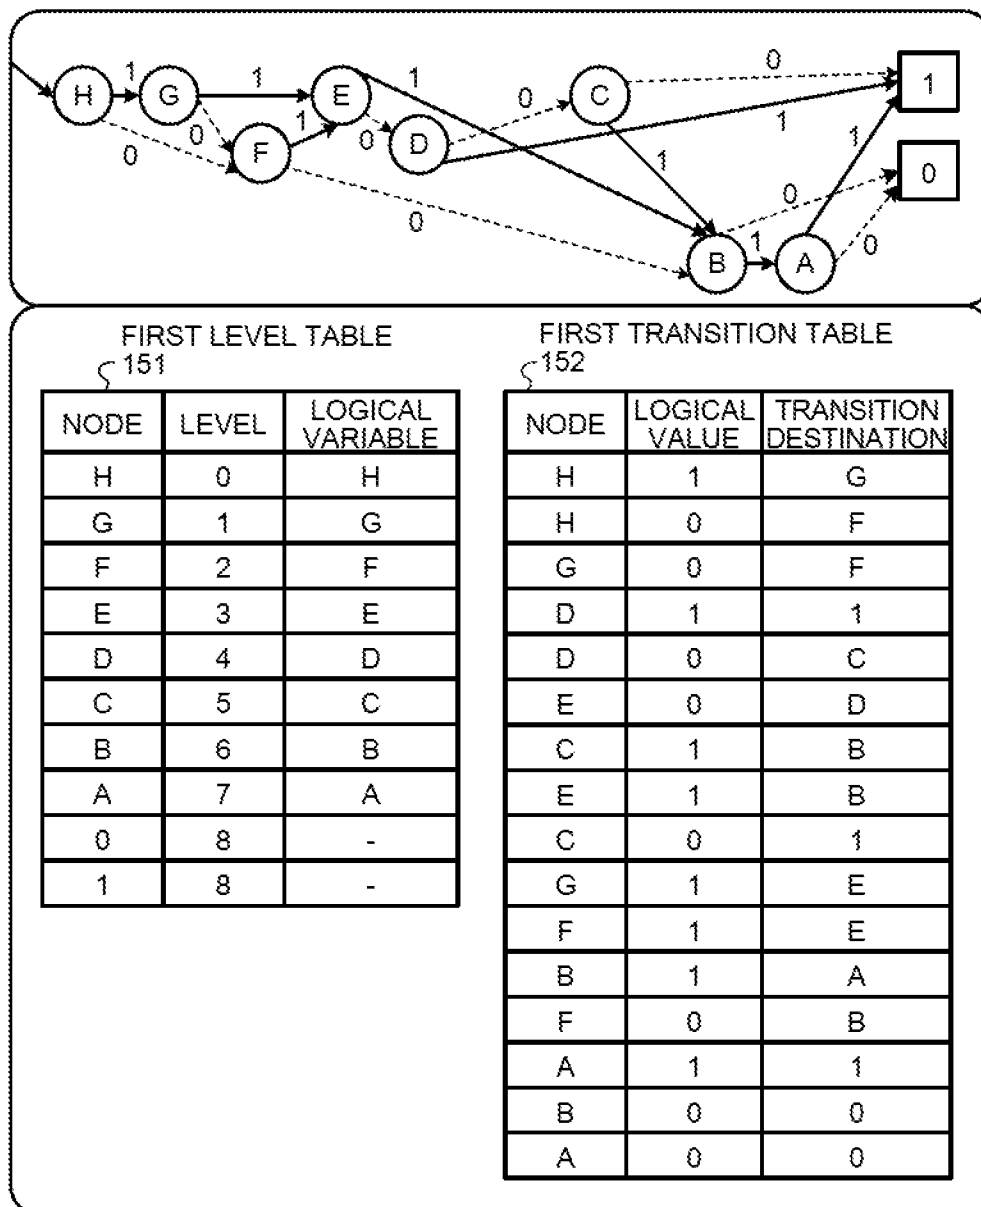 0
1
1
1
H
G
E
C
1
0
1
0
0
1
D
1
F
0
1
0
0
0
0
1
B
A
0
FIRST LEVEL TABLE
151
NODE LEVEL LOGICAL VARIABLE
H 0 H
G 1 G
F 2 F
E 3 E
D 4 D
C 5 C
B 6 B
A 7 A
0 8 -
1 8 -
FIRST TRANSITION TABLE
152
NODE LOGICAL VALUE TRANSITION DESTINATION
H 1 G
H 0 F
G 0 F
D 1 1
D 0 C
E 0 D
C 1 B
E 1 B
C 0 1
G 1 E
F 1 E
B 1 A
F 0 B
A 1 1
B 0 0
A 0 0